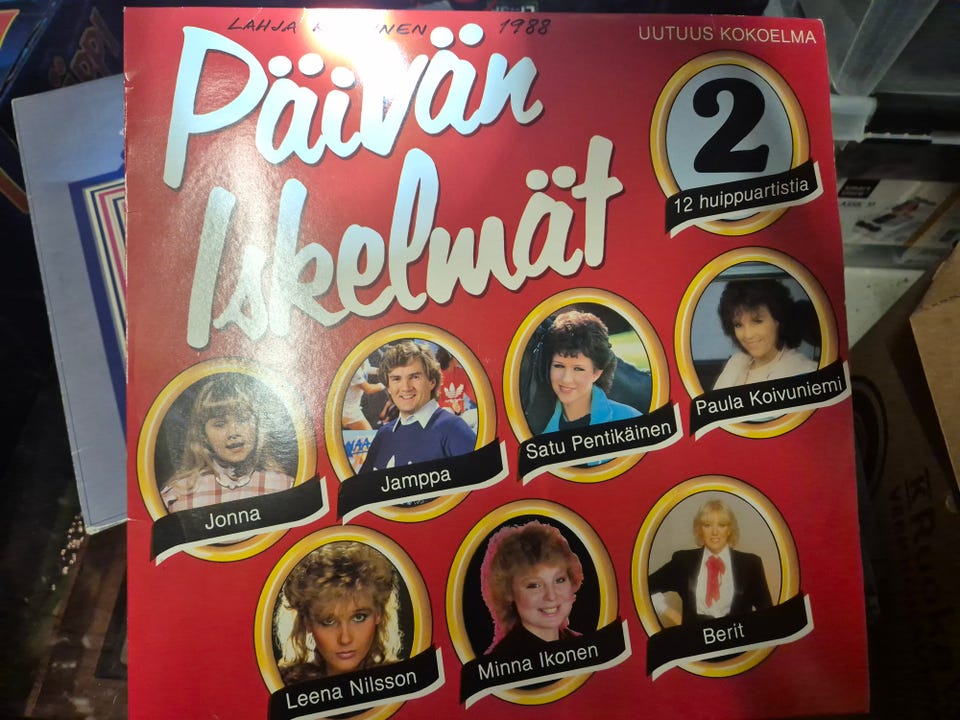 LAHJA 1988
UUTUUS KOKOELMA
Päivän
Iskelmät
2
12 huippuartistia
Jonna
Jamppa
Satu Pentikäinen
Paula Koivuniemi
Leena Nilsson
Minna Ikonen
Berit